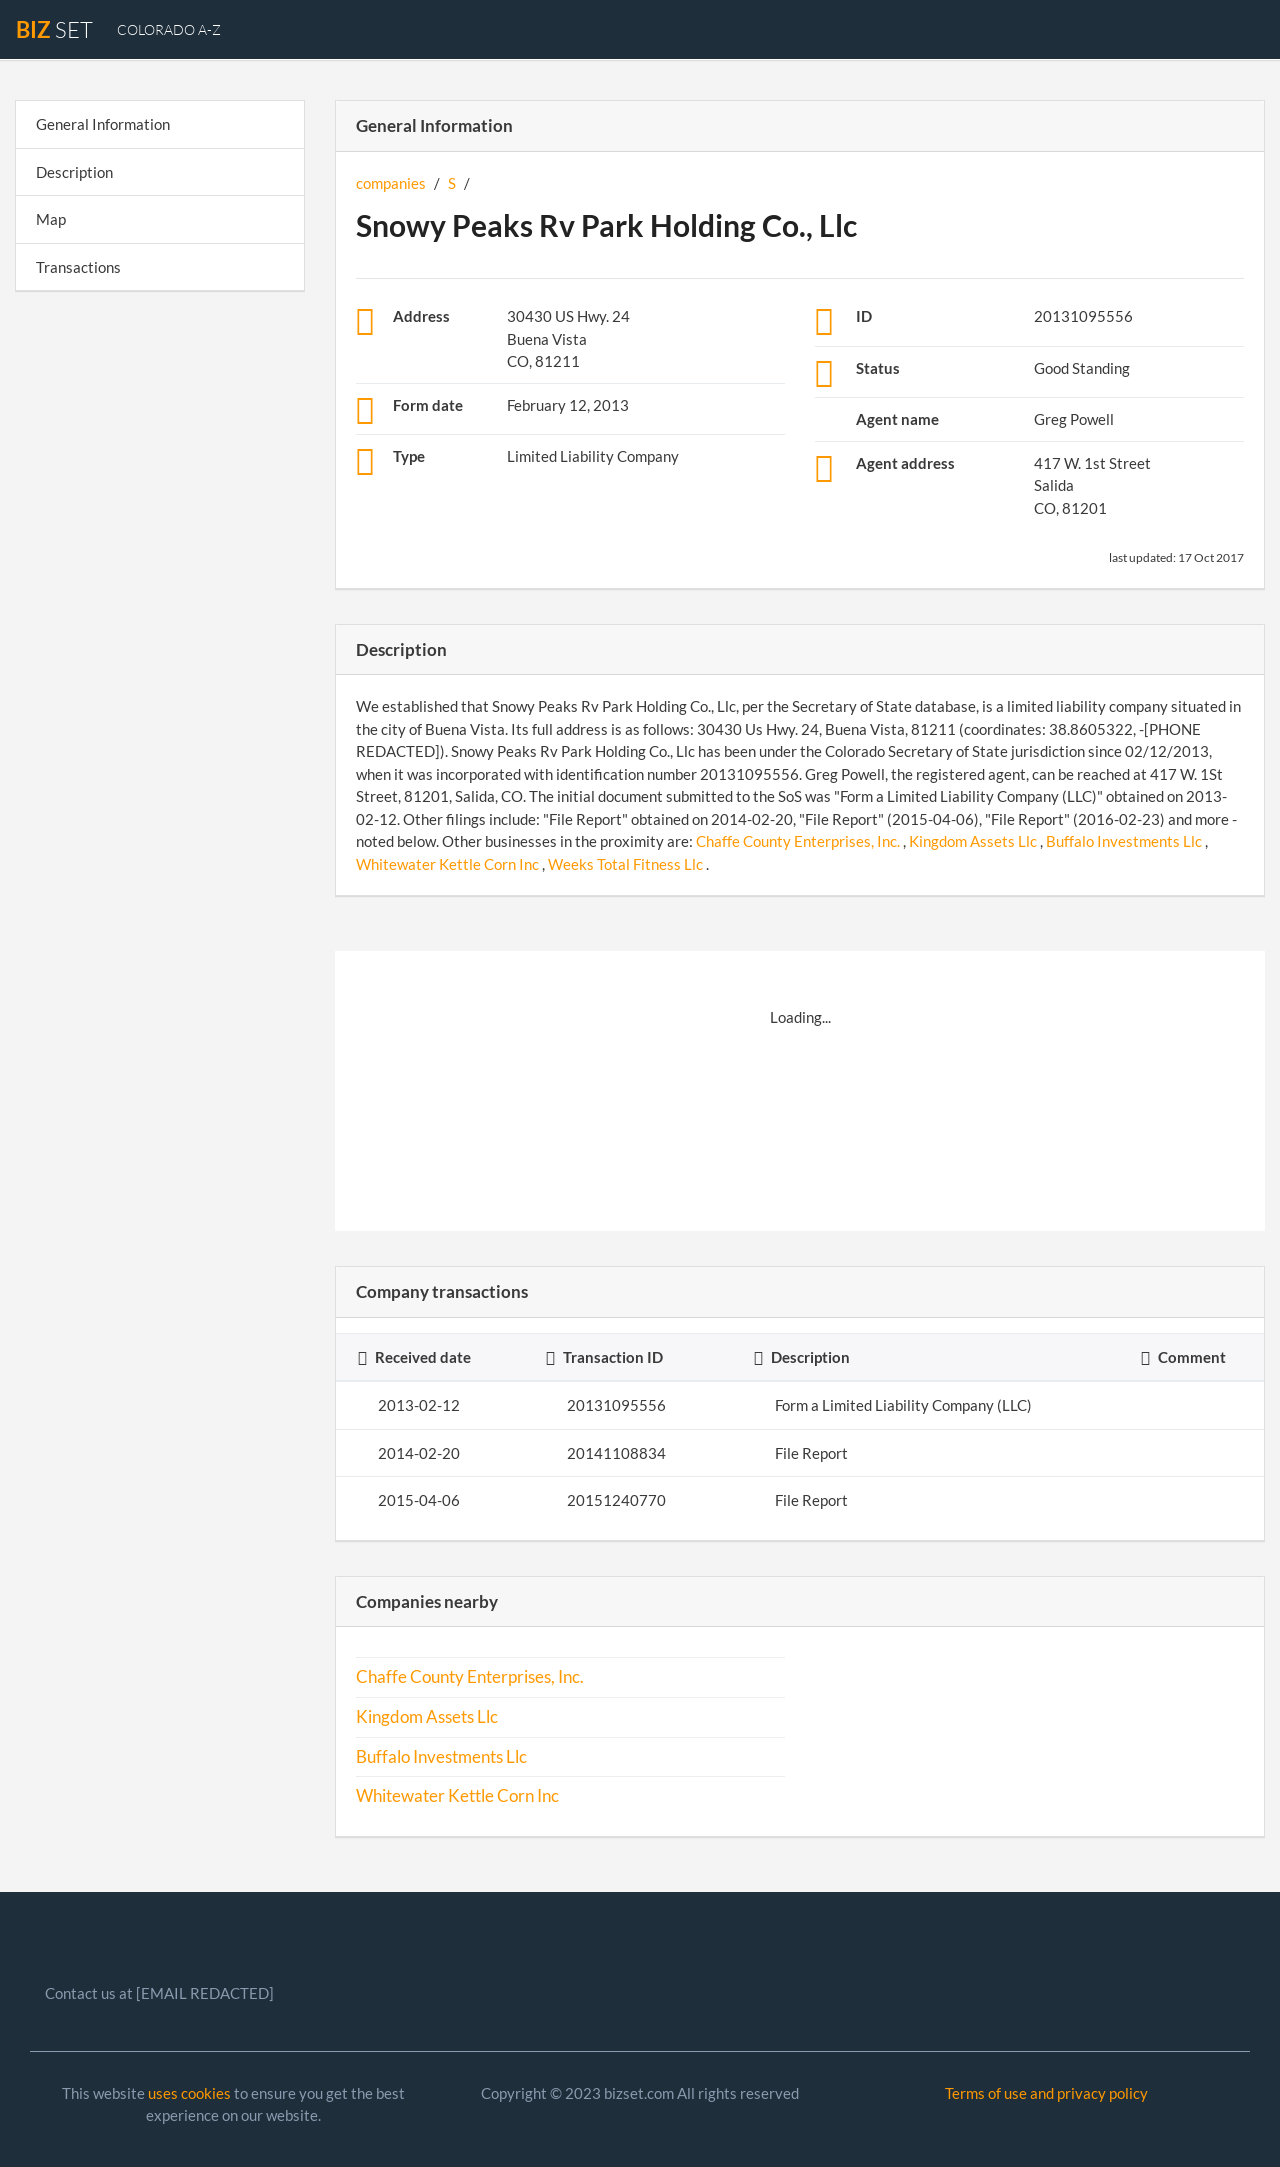 BIZ SET COLORADO A-Z
General Information
Description
Map
Transactions
General Information
companies / S /
Snowy Peaks Rv Park Holding Co., Llc
Address 30430 US Hwy. 24
Buena Vista
CO, 81211
Form date February 12, 2013
Type Limited Liability Company
ID 20131095556
Status Good Standing
Agent name Greg Powell
Agent address 417 W. 1st Street
Salida
CO, 81201
last updated: 17 Oct 2017
Description
We established that Snowy Peaks Rv Park Holding Co., Llc, per the Secretary of State database, is a limited liability company situated in
the city of Buena Vista. Its full address is as follows: 30430 Us Hwy. 24, Buena Vista, 81211 (coordinates: 38.8605322, -[PHONE
REDACTED]). Snowy Peaks Rv Park Holding Co., Llc has been under the Colorado Secretary of State jurisdiction since 02/12/2013,
when it was incorporated with identification number 20131095556. Greg Powell, the registered agent, can be reached at 417 W. 1St
Street, 81201, Salida, CO. The initial document submitted to the SoS was "Form a Limited Liability Company (LLC)" obtained on 2013-
02-12. Other filings include: "File Report" obtained on 2014-02-20, "File Report" (2015-04-06), "File Report" (2016-02-23) and more -
noted below. Other businesses in the proximity are: Chaffe County Enterprises, Inc. , Kingdom Assets Llc , Buffalo Investments Llc ,
Whitewater Kettle Corn Inc , Weeks Total Fitness Llc .
Loading...
Company transactions
Received date Transaction ID Description Comment
2013-02-12 20131095556 Form a Limited Liability Company (LLC)
2014-02-20 20141108834 File Report
2015-04-06 20151240770 File Report
Companies nearby
Chaffe County Enterprises, Inc.
Kingdom Assets Llc
Buffalo Investments Llc
Whitewater Kettle Corn Inc
Contact us at [EMAIL REDACTED]
This website uses cookies to ensure you get the best
experience on our website.
Copyright © 2023 bizset.com All rights reserved
Terms of use and privacy policy